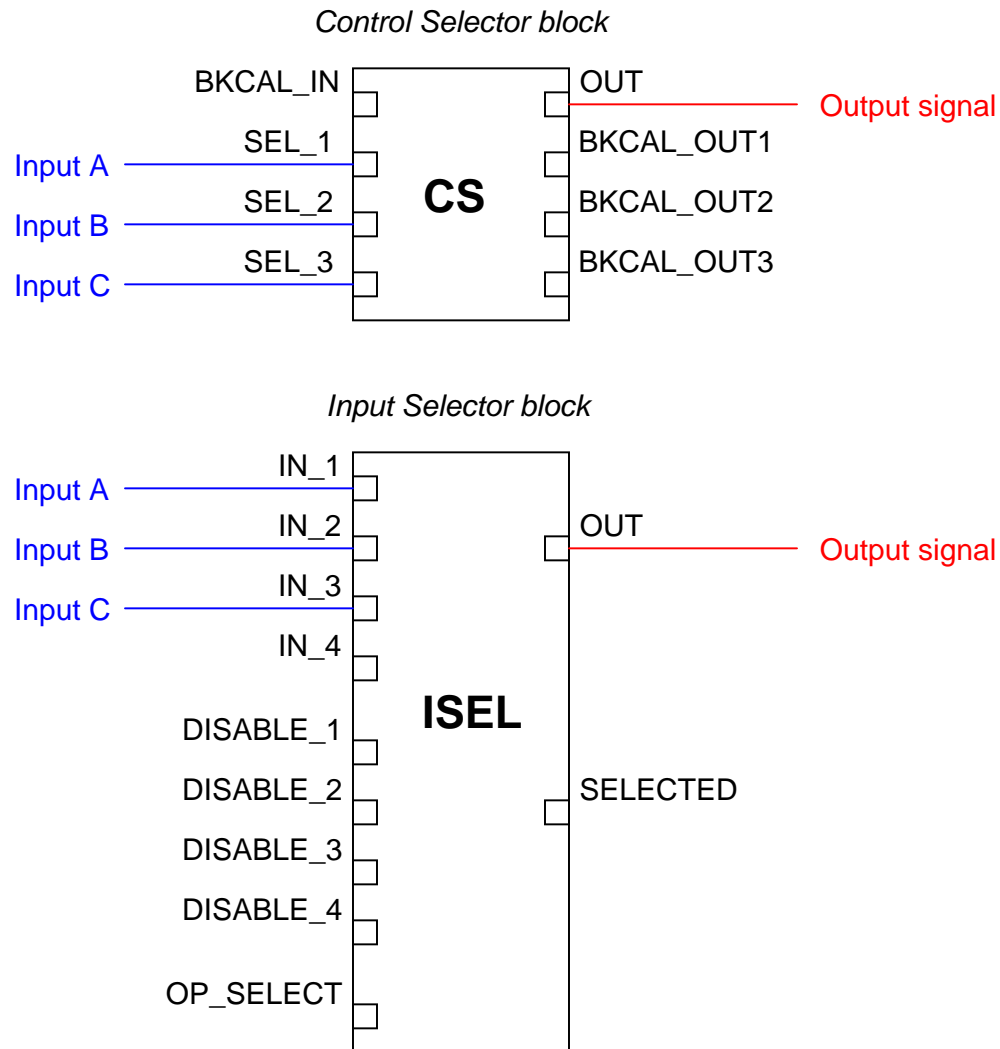 Control Selector block
BKCAL_IN
OUT
Output signal
SEL_1
BKCAL_OUT1
Input A
CS
SEL_2
BKCAL_OUT2
Input B
SEL_3
BKCAL_OUT3
Input C
Input Selector block
IN_1
Input A
IN_2
OUT
Input B
Output signal
IN_3
Input C
IN_4
ISEL
DISABLE_1
DISABLE_2
SELECTED
DISABLE_3
DISABLE_4
OP_SELECT